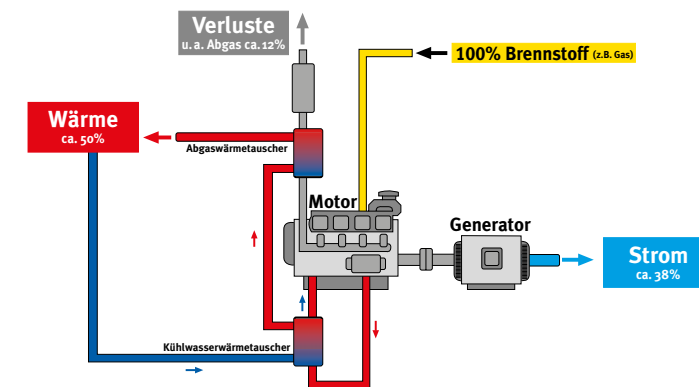 Verluste
u. a. Abgas ca. 12%
100% Brennstoff (z.B. Gas)
Wärme
ca. 50%
Abgaswärmetauscher
Motor
Generator
Strom
ca. 38%
Kühlwasserwärmetauscher